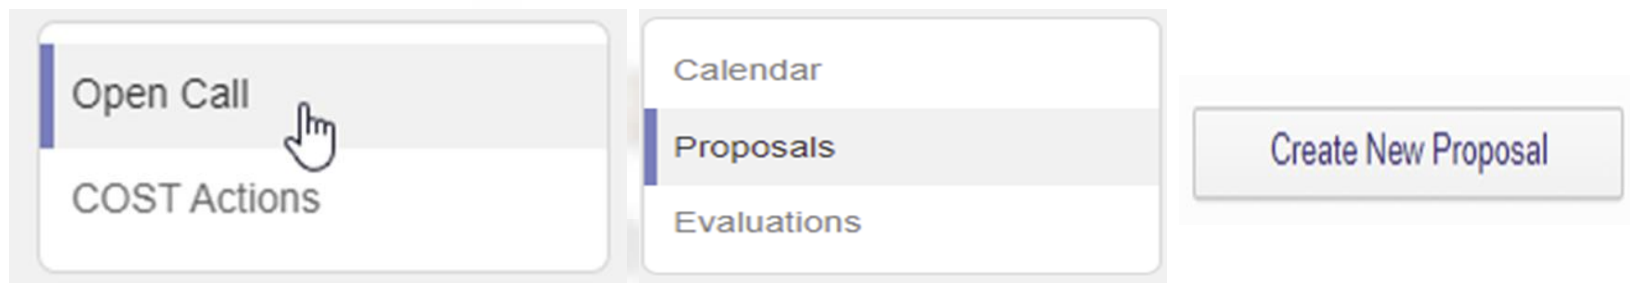 Open Call
COST Actions
Calendar
Proposals
Evaluations
Create New Proposal